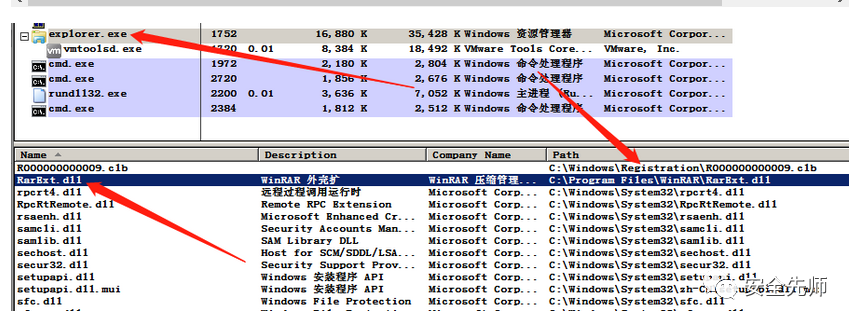 explorer.exe 1752 16,880 K 35,428 K Windows 资源管理器 Microsoft Corpor...
vm vmtoolsd.exe 0.01 8,384 K 18,492 K VMware Tools Core... VMware, Inc.
cmd.exe 1972 2,180 K 2,804 K Windows 命令处理程序 Microsoft Corpor...
cmd.exe 2720 1,856 K 2,676 K Windows 命令处理程序 Microsoft Corpor...
rundll32.exe 2200 0.01 3,636 K 7,052 K Windows 主进程 (Ru... Microsoft Corpor...
cmd.exe 2384 1,812 K 2,512 K Windows 命令处理程序 Microsoft Corpor...
Name Description Company Name Path
R000000000009.clb C:\Windows\Registration\R000000000009.clb
RarExt.dll WinRAR 外壳扩 WinRAR 压缩管理... C:\Program Files\WinRAR\RarExt.dll
rpcrt4.dll 远程过程调用运行时 Microsoft Corp... C:\Windows\System32\rpcrt4.dll
RpcRtRemote.dll Remote RPC Extension Microsoft Corp... C:\Windows\System32\RpcRtRemote.dll
rsaenh.dll Microsoft Enhanced Cr... Microsoft Corp... C:\Windows\System32\rsaenh.dll
samcli.dll Security Accounts Man... Microsoft Corp... C:\Windows\System32\samcli.dll
samlib.dll SAM Library DLL Microsoft Corp... C:\Windows\System32\samlib.dll
sechost.dll Host for SCM/SDDL/LSA... Microsoft Corp... C:\Windows\System32\sechost.dll
secur32.dll Security Support Prov... Microsoft Corp... C:\Windows\System32\secur32.dll
setupapi.dll Windows 安装程序 API Microsoft Corp... C:\Windows\System32\
setupapi.dll.mui Windows 安装程序 API Microsoft Corp... C:\Windows\System32\zh-C
sfc.dll Windows File Protection Microsoft Corp... C:\Windows\System32\sfc.dll
安全先师